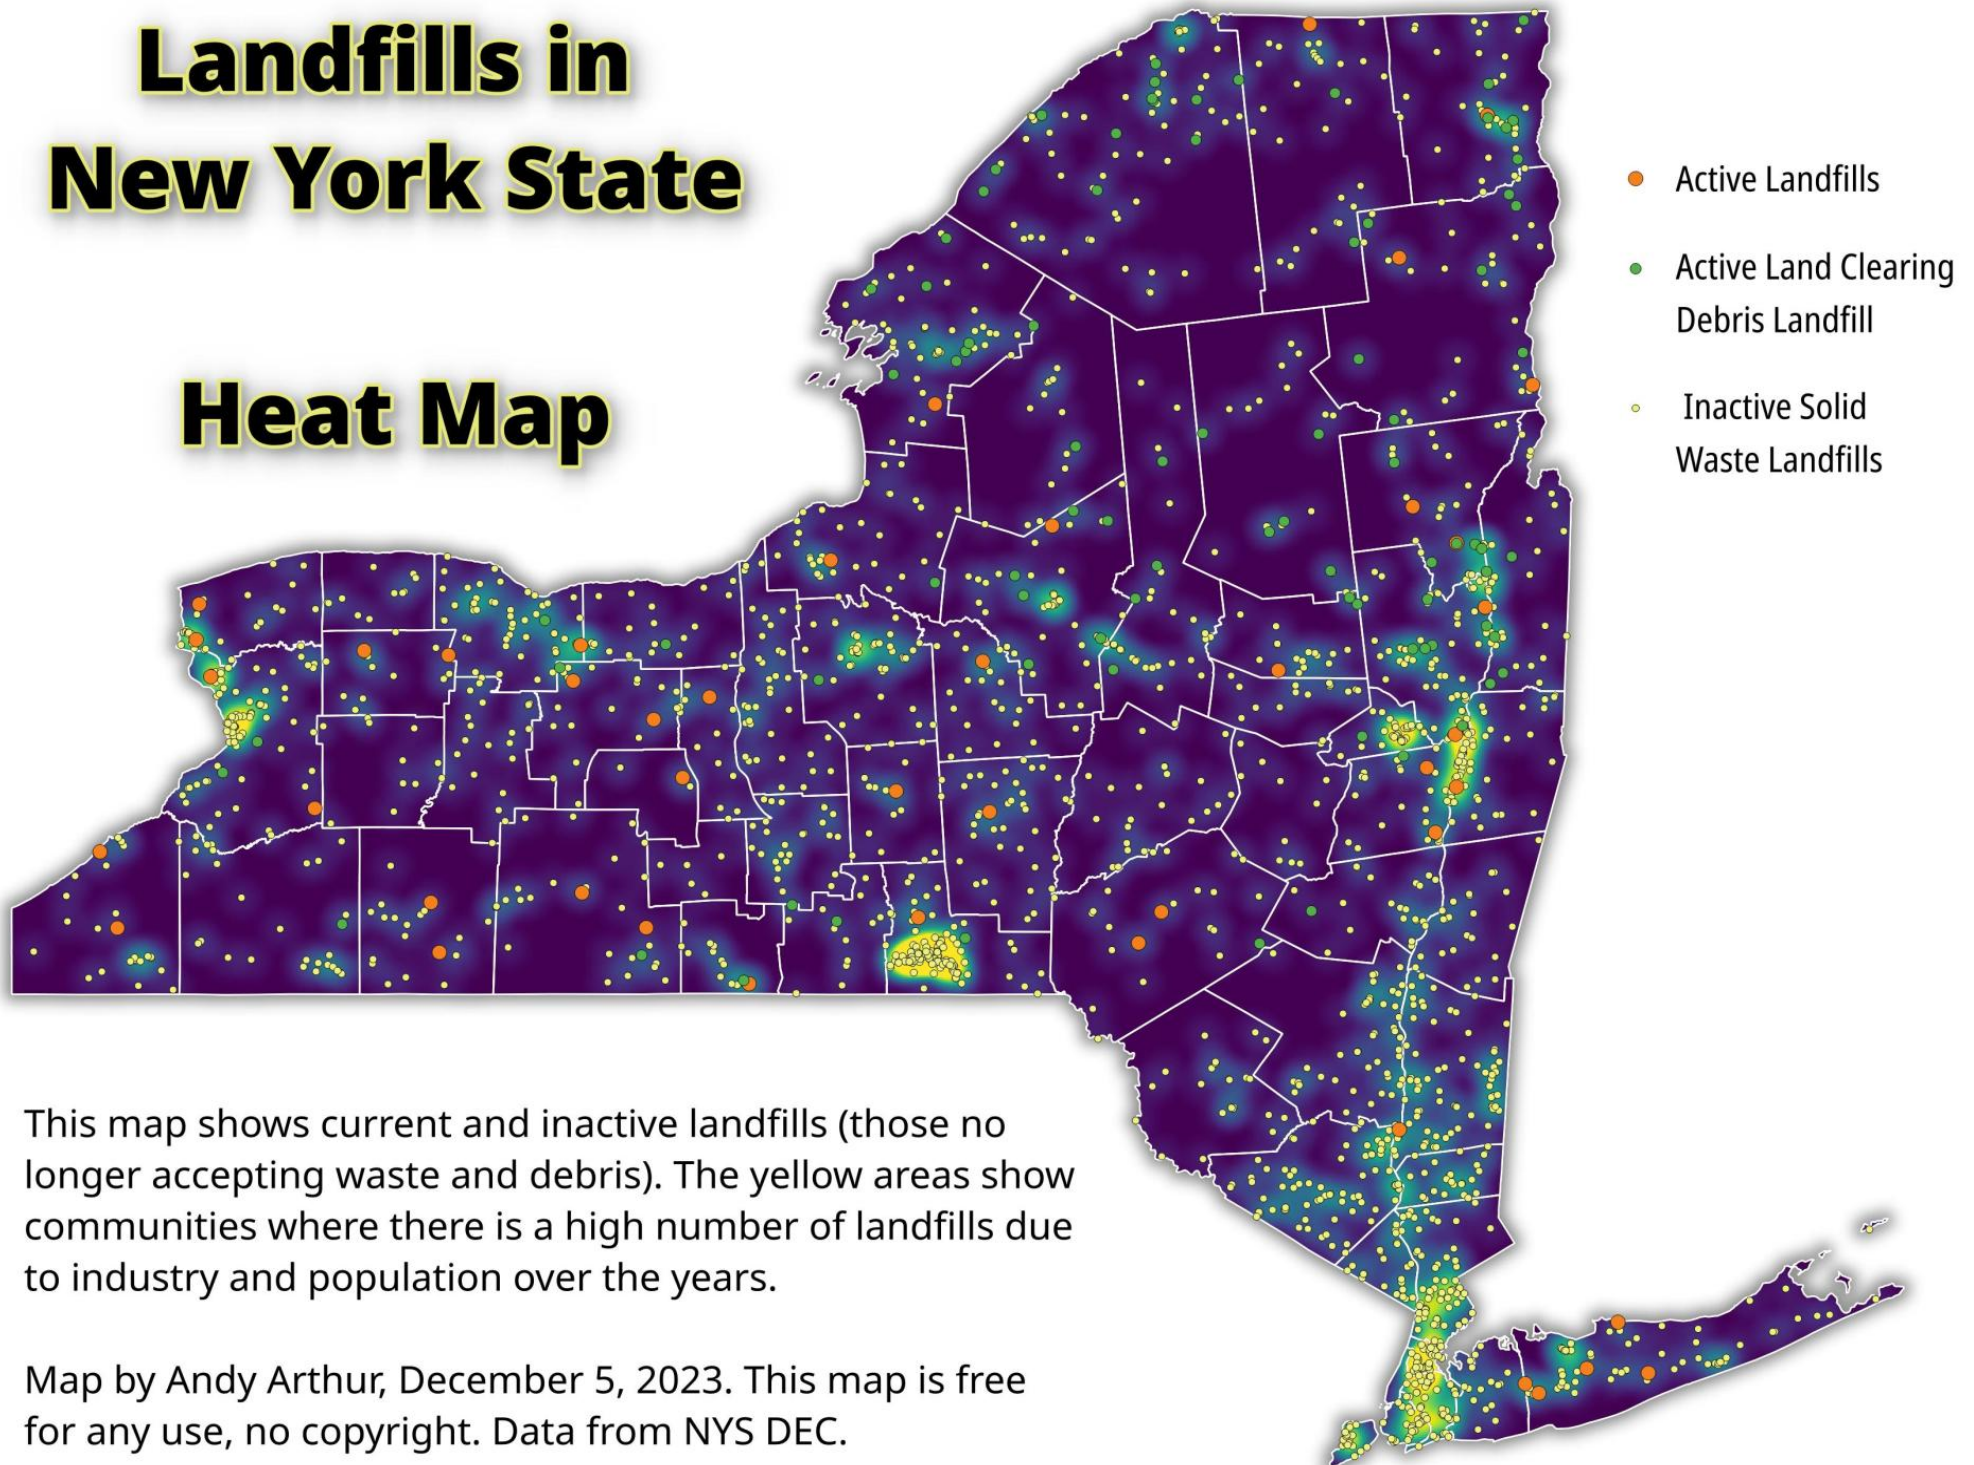 Landfills in
New York State
Heat Map
Active Landfills
Active Land Clearing
Debris Landfill
Inactive Solid
Waste Landfills
This map shows current and inactive landfills (those no
longer accepting waste and debris). The yellow areas show
communities where there is a high number of landfills due
to industry and population over the years.
Map by Andy Arthur, December 5, 2023. This map is free
for any use, no copyright. Data from NYS DEC.